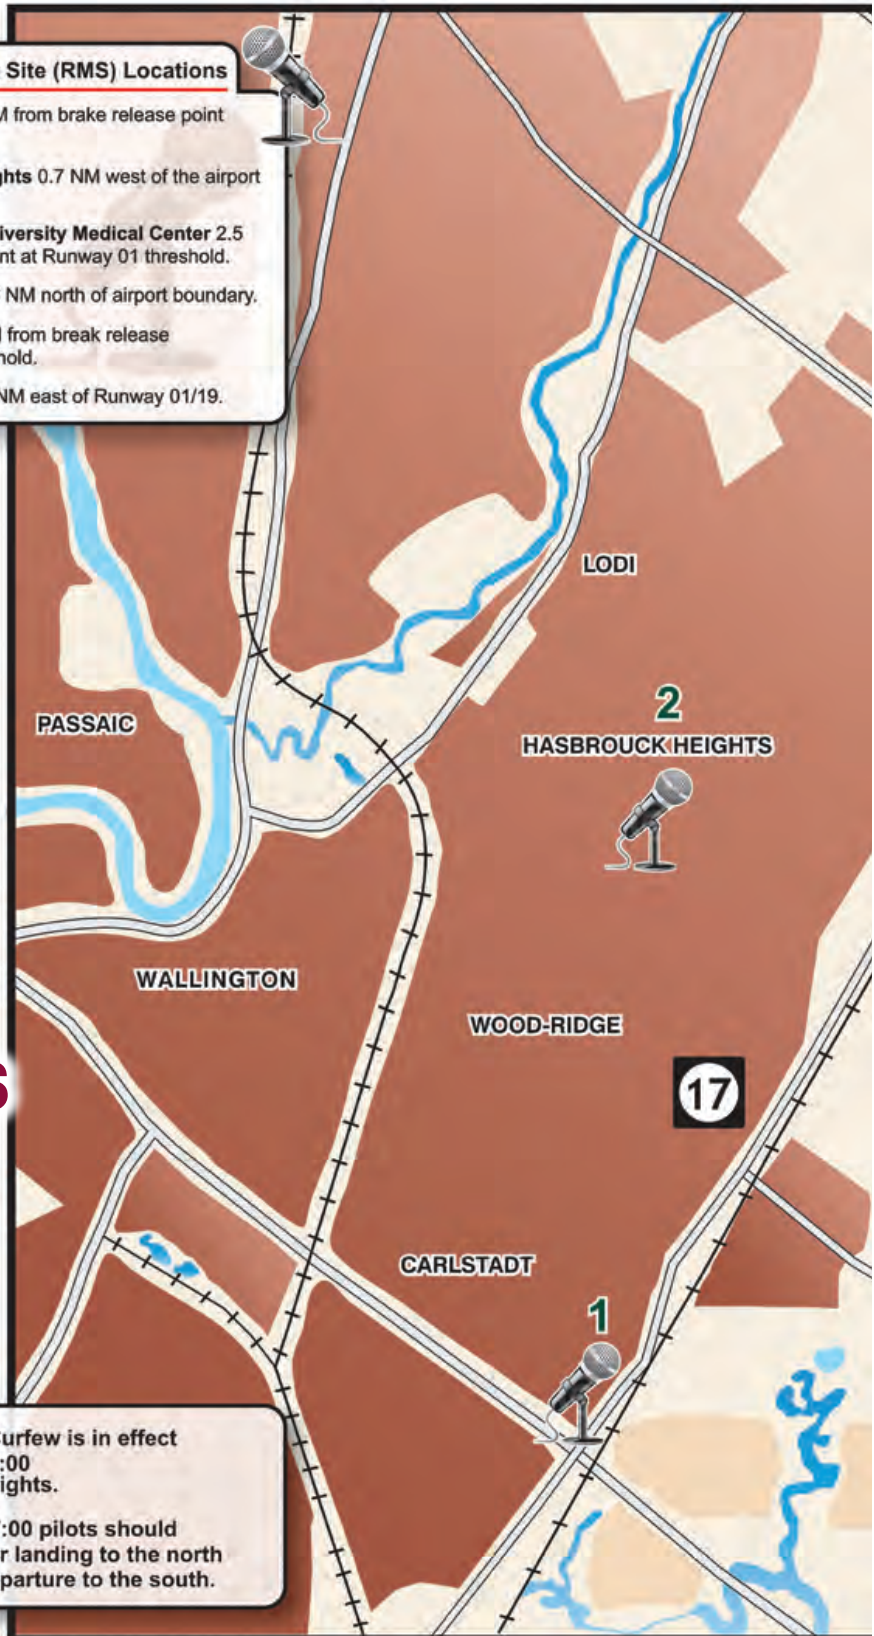 Site (RMS) Locations
from brake release point
ghts 0.7 NM west of the airport
iversity Medical Center 2.5
nt at Runway 01 threshold.
NM north of airport boundary.
from break release
hold.
NM east of Runway 01/19.
LODI
2
PASSAIC
HASBROUCK HEIGHTS
WALLINGTON
WOOD-RIDGE
S
17
CARLSTADT
1
urfew is in effect
:00
ights.
:00 pilots should
r landing to the north
parture to the south.